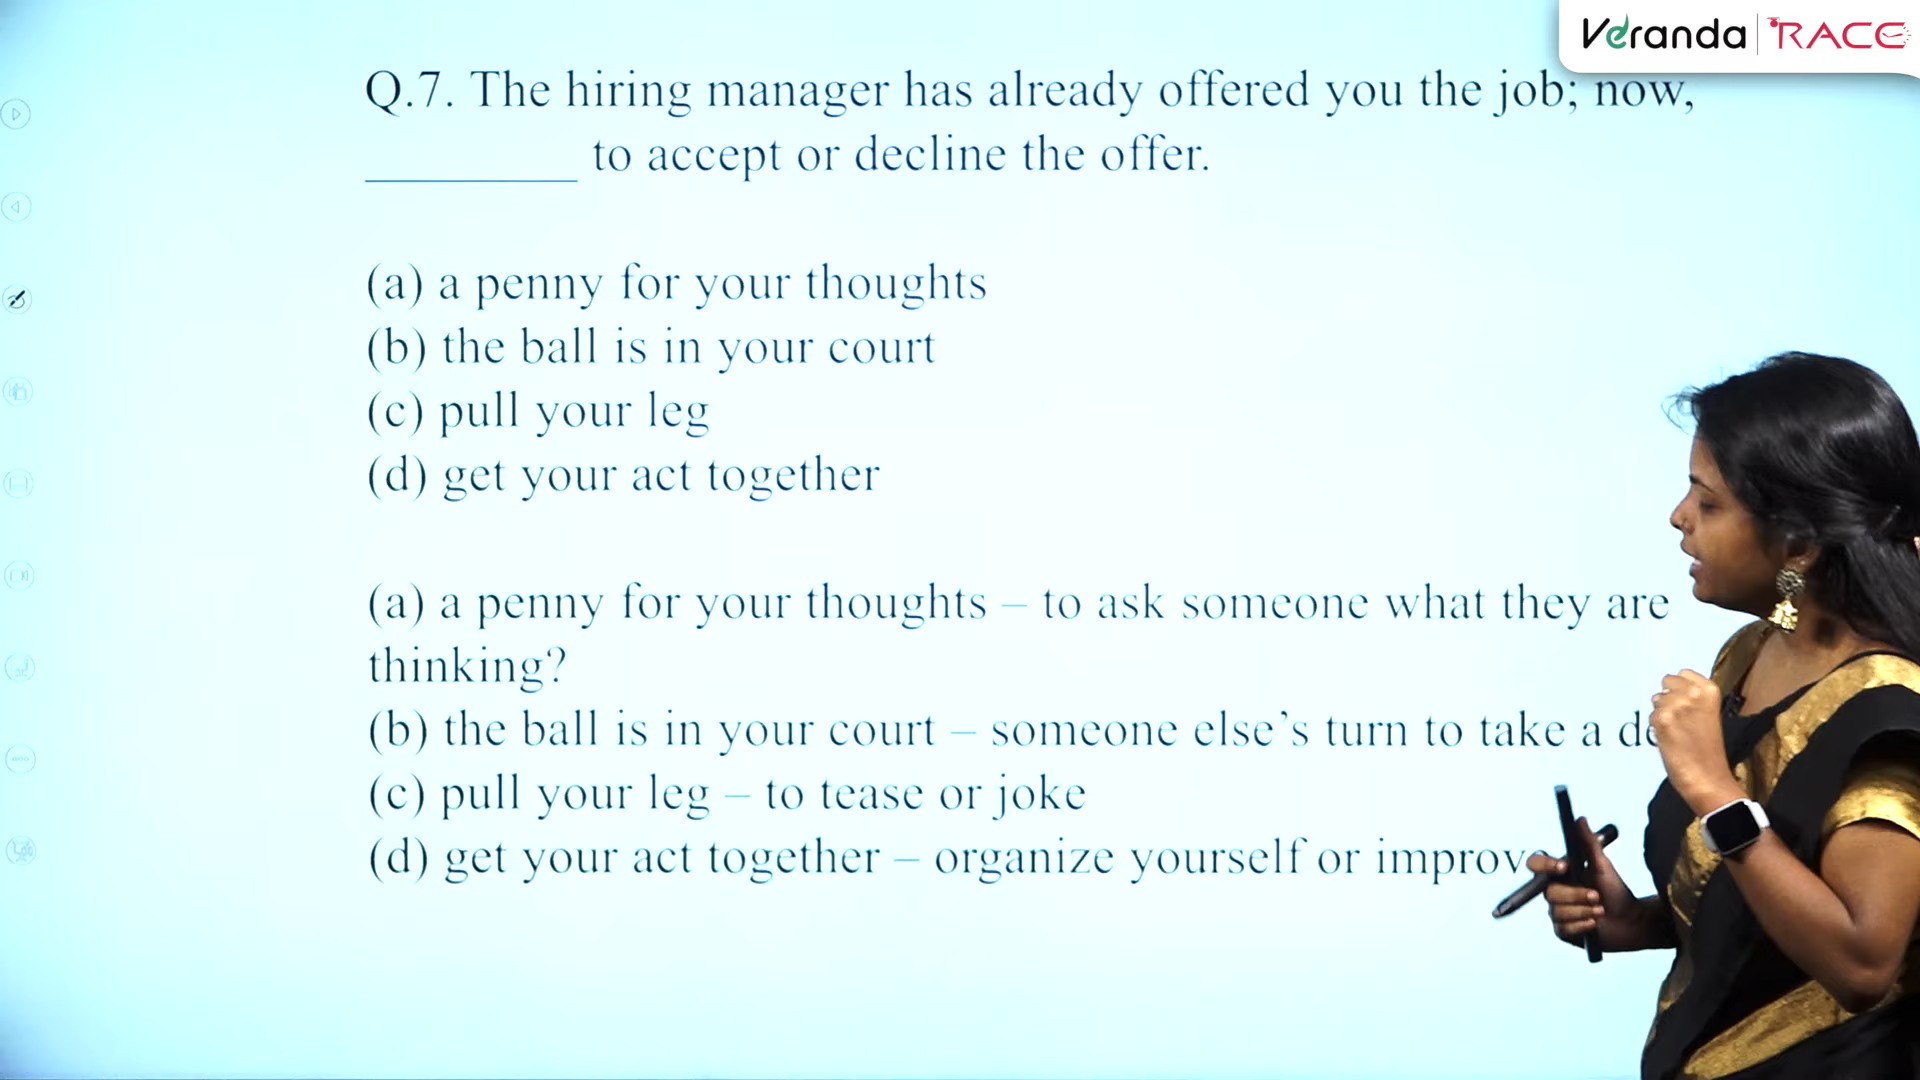 Veranda RACE
Q.7. The hiring manager has already offered you the job; now,
_________ to accept or decline the offer.
(a) a penny for your thoughts
(b) the ball is in your court
(c) pull your leg
(d) get your act together
(a) a penny for your thoughts – to ask someone what they are
thinking?
(b) the ball is in your court – someone else’s turn to take a
(c) pull your leg – to tease or joke
(d) get your act together – organize yourself or improve